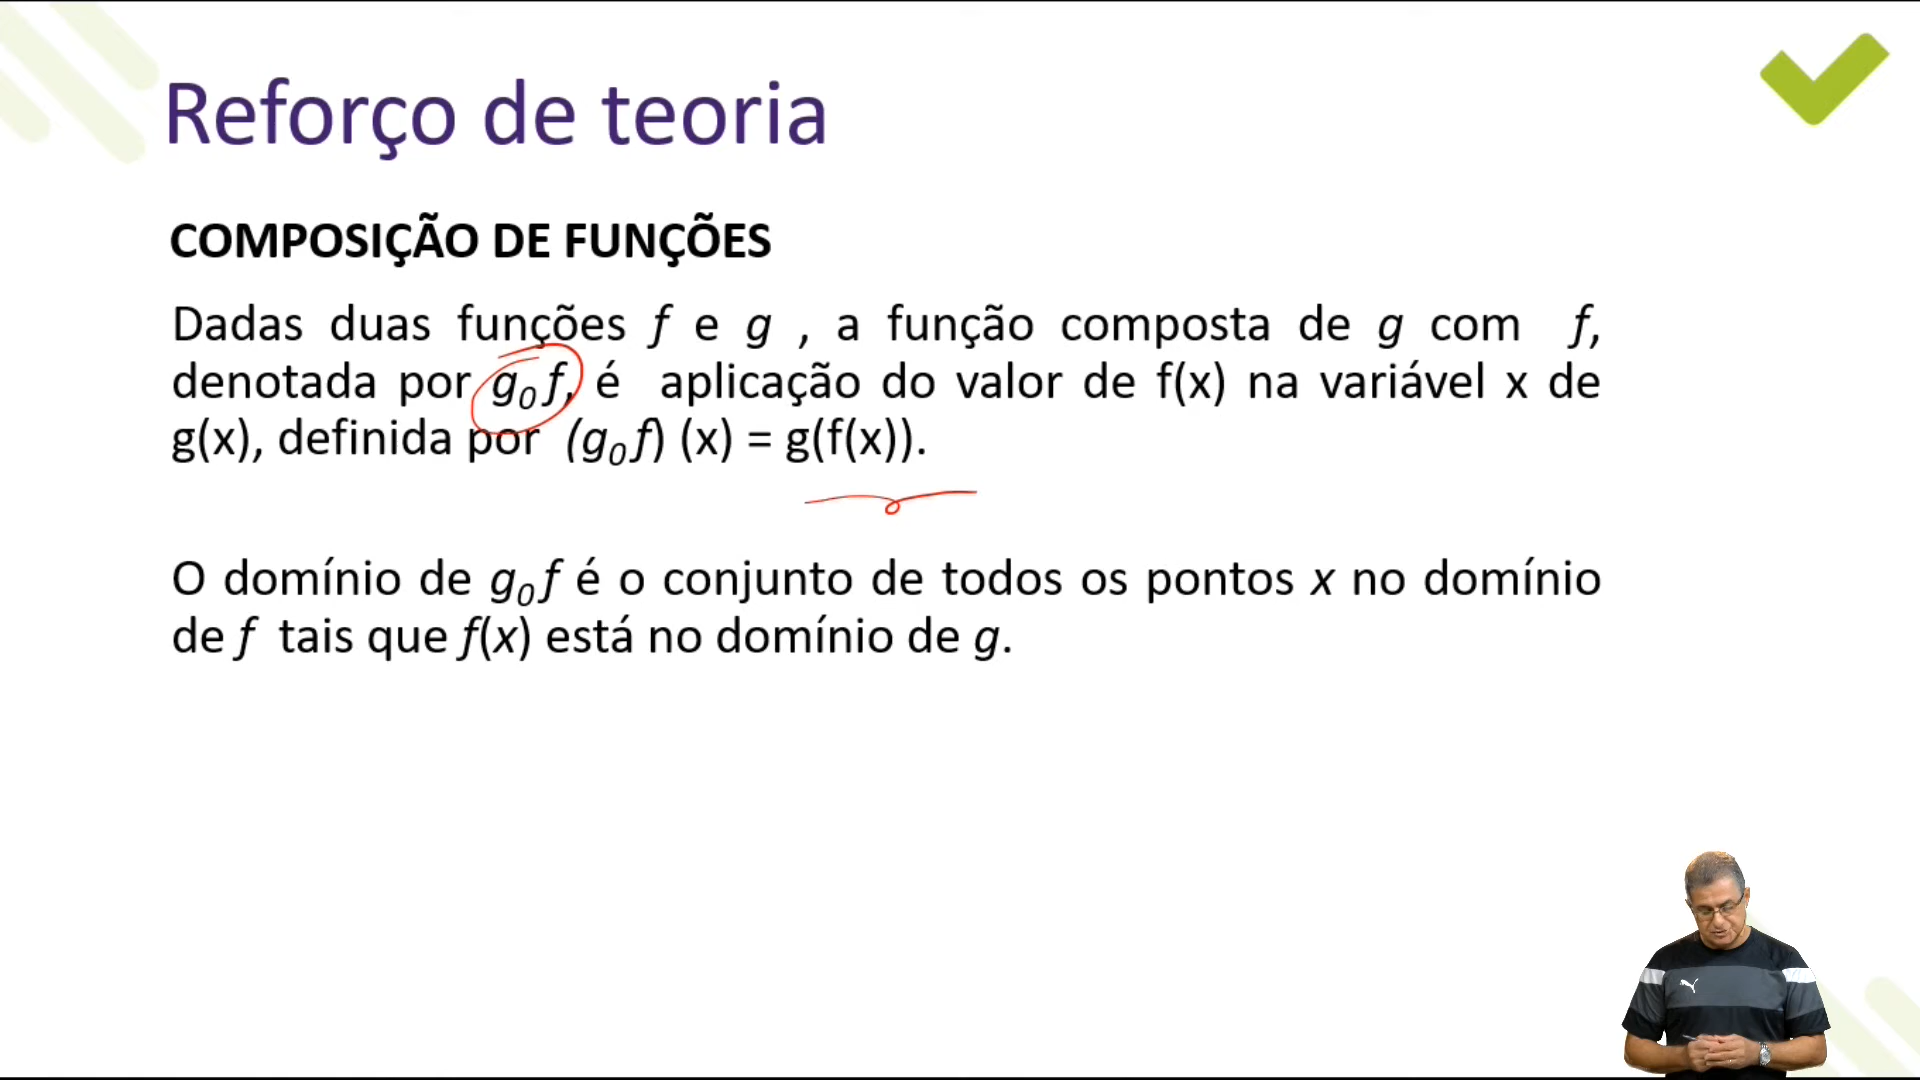 Reforço de teoria
COMPOSIÇÃO DE FUNÇÕES
Dadas duas funções f e g , a função composta de g com f,
denotada por g₀f, é aplicação do valor de f(x) na variável x de
g(x), definida por (g₀f) (x) = g(f(x)).
O domínio de g₀f é o conjunto de todos os pontos x no domínio
de f tais que f(x) está no domínio de g.